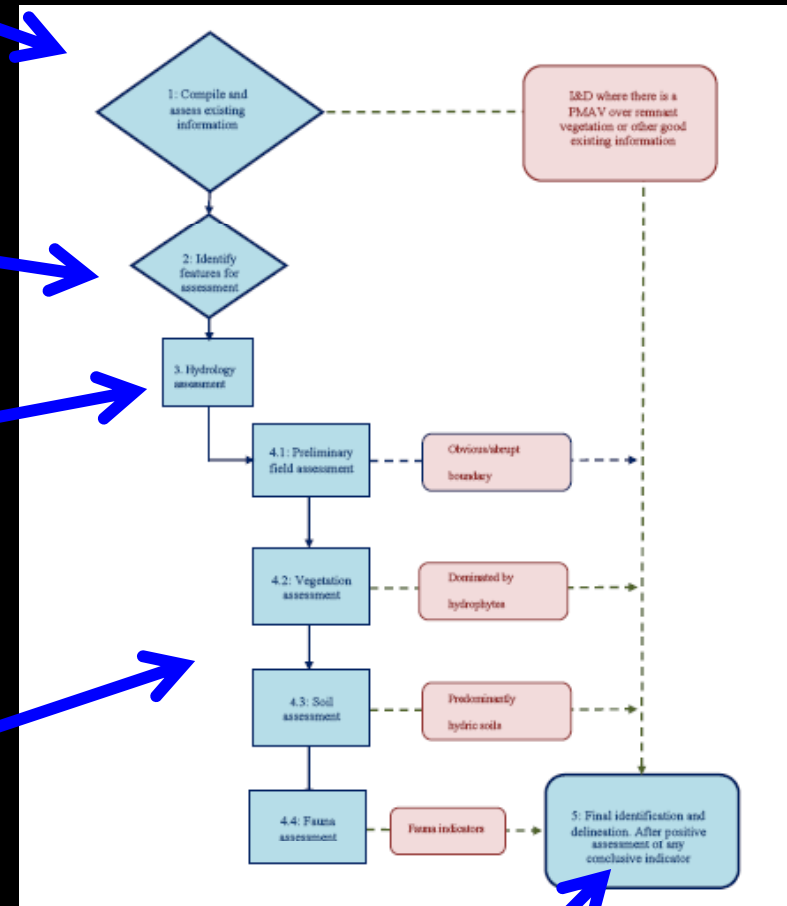 1: Compile and
assess existing
information
I&D where there is a
PMAV over remnant
vegetation or other good
existing information
2: Identify
features for
assessment
3. Hydrology
assessment
4.1: Preliminary
field assessment
Obvious/abrupt
boundary
4.2: Vegetation
assessment
Dominated by
hydrophytes
4.3: Soil
assessment
Predominantly
hydric soils
4.4: Fauna
assessment
Fauna indicators
5: Final identification and
delineation. After positive
assessment of any
conclusive indicator